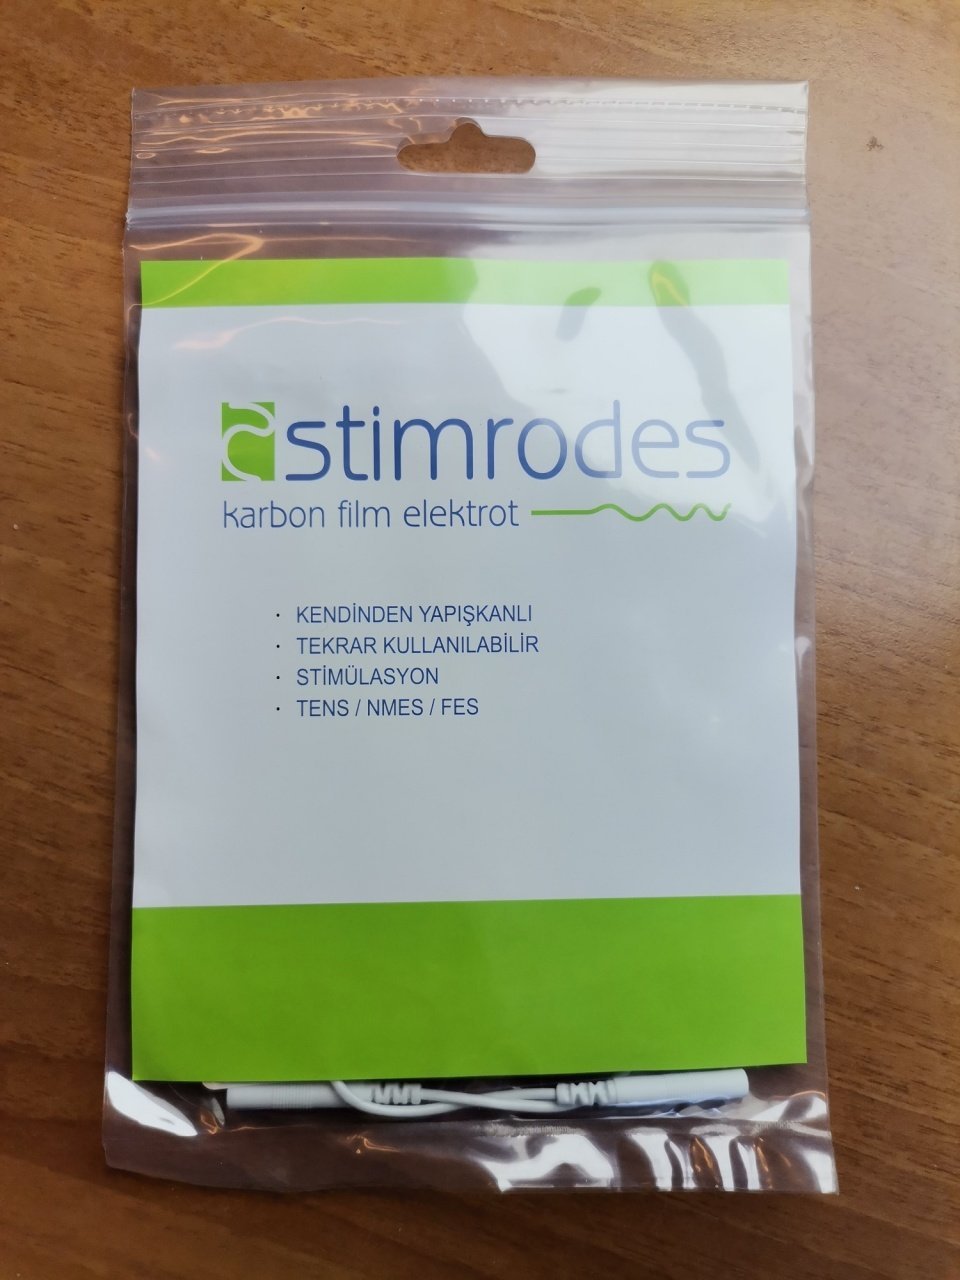 stimrodes
karbon film elektrot
· KENDİNDEN YAPIŞKANLI
· TEKRAR KULLANILABİLİR
· STİMÜLASYON
· TENS / NMES / FES